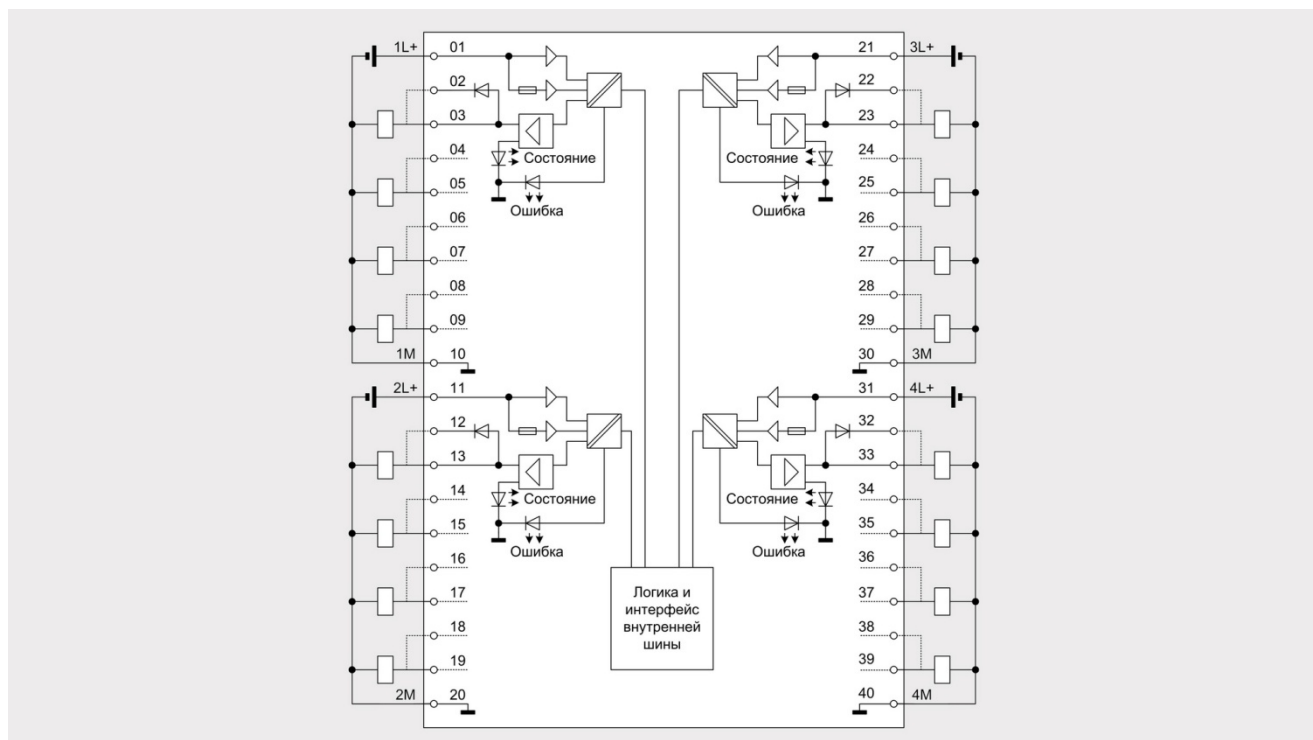 1L+ 01 21 3L+
02 22
03 23
04 24
Состояние Состояние
05 25
Ошибка Ошибка
06 26
07 27
08 28
09 29
1M 10 30 3M
2L+ 11 31 4L+
12 32
13 33
14 34
Состояние Состояние
15 35
Ошибка Ошибка
16 36
17 37
Логика и
интерфейс
внутренней
шины
18 38
19 39
2M 20 40 4M